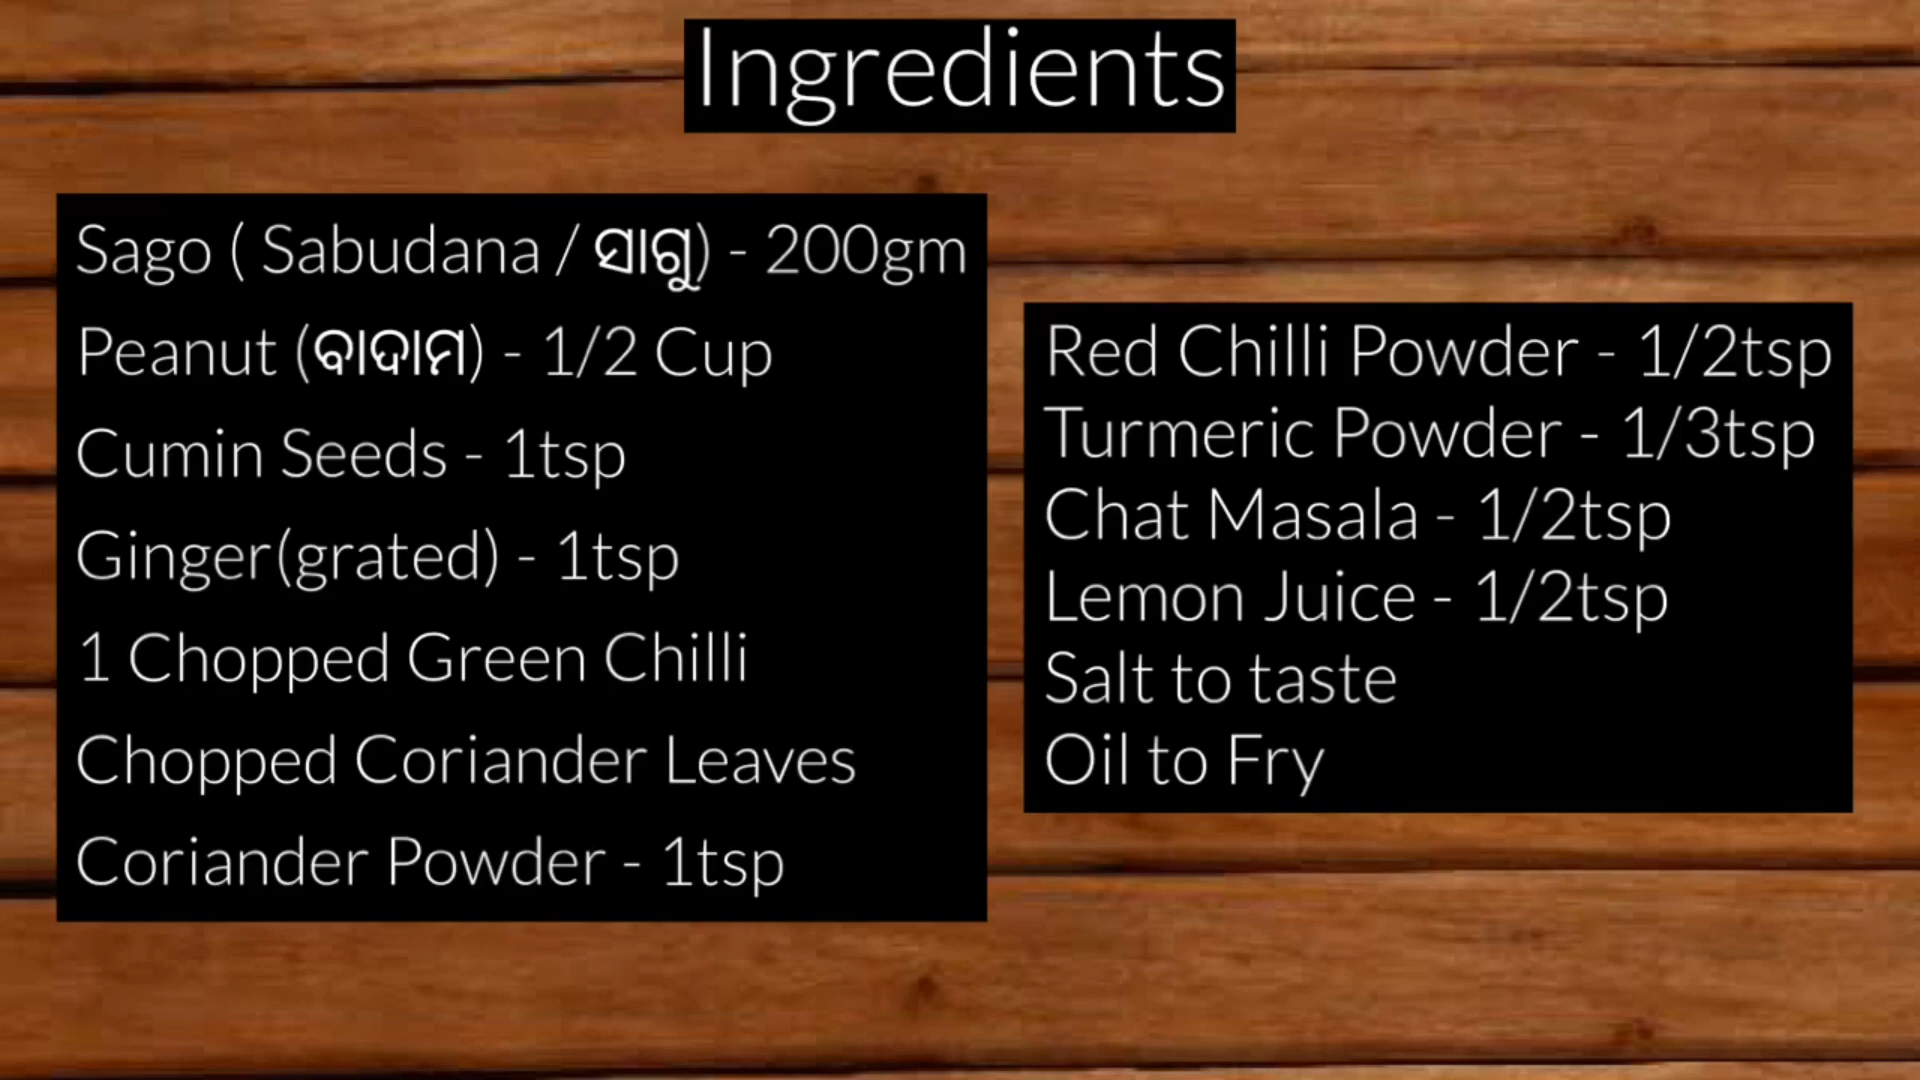 Ingredients
Sago ( Sabudana / ସାଗୁ) - 200gm
Peanut (ବାଦାମ) - 1/2 Cup
Cumin Seeds - 1tsp
Ginger(grated) - 1tsp
1 Chopped Green Chilli
Chopped Coriander Leaves
Coriander Powder - 1tsp
Red Chilli Powder - 1/2tsp
Turmeric Powder - 1/3tsp
Chat Masala - 1/2tsp
Lemon Juice - 1/2tsp
Salt to taste
Oil to Fry